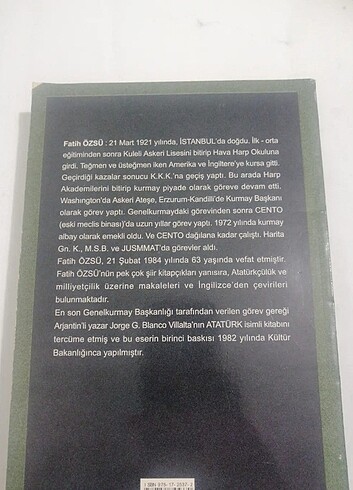 Fatih ÖZSÜ : 21 Mart 1921 yılında, İSTANBUL'da doğdu. İlk - orta
eğitiminden sonra Kuleli Askeri Lisesini bitirip Hava Harp Okuluna
girdi. Teğmen ve üsteğmen iken Amerika ve İngiltere'ye kursa gitti.
Geçirdiği kazalar sonucu K.K.K.'na geçiş yaptı. Bu arada Harp
Akademilerini bitirip kurmay piyade olarak göreve devam etti.
Washington'da Askeri Ateşe, Erzurum-Kandilli'de Kurmay Başkanı
olarak görev yaptı. Genelkurmaydaki görevinden sonra CENTO
(eski meclis binası)'da uzun yıllar görev yaptı. 1972 yılında kurmay
albay olarak emekli oldu. Ve CENTO dağılana kadar çalıştı. Harita
Gn. K., M.S.B. ve JUSMMAT'da görevler aldı.
Fatih ÖZSÜ, 21 Şubat 1984 yılında 63 yaşında vefat etmiştir.
Fatih ÖZSÜ'nün pek çok şiir kitapçıkları yanısıra, Atatürkçülük ve
milliyetçilik üzerine makaleleri ve İngilizce'den çevirileri
bulunmaktadır.
En son Genelkurmay Başkanlığı tarafından verilen görev gereği
Arjantin'li yazar Jorge G. Blanco Villalta'nın ATATÜRK isimli kitabını
tercüme etmiş ve bu eserin birinci baskısı 1982 yılında Kültür
Bakanlığınca yapılmıştır.